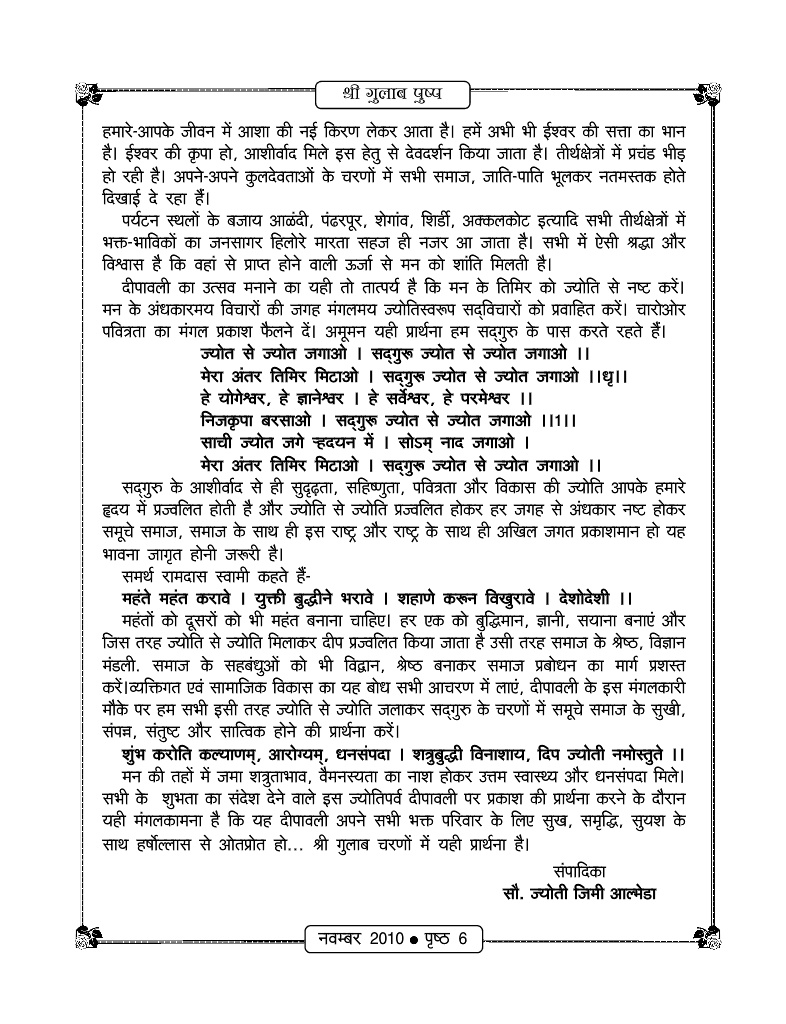 श्री गुलाब पुष्प
हमारे-आपके जीवन में आशा की नई किरण लेकर आता है। हमें अभी भी ईश्वर की सत्ता का भान
है। ईश्वर की कृपा हो, आशीर्वाद मिले इस हेतु से देवदर्शन किया जाता है। तीर्थक्षेत्रों में प्रचंड भीड़
हो रही है। अपने-अपने कुलदेवताओं के चरणों में सभी समाज, जाति-पाति भूलकर नतमस्तक होते
दिखाई दे रहा हैं।
पर्यटन स्थलों के बजाय आळंदी, पंढरपूर, शेगांव, शिर्डी, अक्कलकोट इत्यादि सभी तीर्थक्षेत्रों में
भक्त-भाविकों का जनसागर हिलोरे मारता सहज ही नजर आ जाता है। सभी में ऐसी श्रद्धा और
विश्वास है कि वहां से प्राप्त होने वाली ऊर्जा से मन को शांति मिलती है।
दीपावली का उत्सव मनाने का यही तो तात्पर्य है कि मन के तिमिर को ज्योति से नष्ट करें।
मन के अंधकारमय विचारों की जगह मंगलमय ज्योतिस्वरूप सद्‌विचारों को प्रवाहित करें। चारोओर
पवित्रता का मंगल प्रकाश फैलने दें। अमूमन यही प्रार्थना हम सद्‌गुरु के पास करते रहते हैं।
ज्योत से ज्योत जगाओ । सद्‌गुरू ज्योत से ज्योत जगाओ ।।
मेरा अंतर तिमिर मिटाओ । सद्‌गुरू ज्योत से ज्योत जगाओ ।।धृ।।
हे योगेश्वर, हे ज्ञानेश्वर । हे सर्वेश्वर, हे परमेश्वर ।।
निजकृपा बरसाओ । सद्‌गुरू ज्योत से ज्योत जगाओ ।।1।।
साची ज्योत जगे ऱ्हदयन में । सोऽम् नाद जगाओ ।
मेरा अंतर तिमिर मिटाओ । सद्‌गुरू ज्योत से ज्योत जगाओ ।।
सद्‌गुरु के आशीर्वाद से ही सुदृढ़ता, सहिष्णुता, पवित्रता और विकास की ज्योति आपके हमारे
हृदय में प्रज्वलित होती है और ज्योति से ज्योति प्रज्वलित होकर हर जगह से अंधकार नष्ट होकर
समूचे समाज, समाज के साथ ही इस राष्ट्र और राष्ट्र के साथ ही अखिल जगत प्रकाशमान हो यह
भावना जागृत होनी जरूरी है।
समर्थ रामदास स्वामी कहते हैं-
महंते महंत करावे । युक्ती बुद्धीने भरावे । शहाणे करून विखुरावे । देशोदेशी ।।
महंतों को दूसरों को भी महंत बनाना चाहिए। हर एक को बुद्धिमान, ज्ञानी, सयाना बनाएं और
जिस तरह ज्योति से ज्योति मिलाकर दीप प्रज्वलित किया जाता है उसी तरह समाज के श्रेष्ठ, विज्ञान
मंडली. समाज के सहबंधुओं को भी विद्वान, श्रेष्ठ बनाकर समाज प्रबोधन का मार्ग प्रशस्त
करें।व्यक्तिगत एवं सामाजिक विकास का यह बोध सभी आचरण में लाएं, दीपावली के इस मंगलकारी
मौके पर हम सभी इसी तरह ज्योति से ज्योति जलाकर सद्‌गुरु के चरणों में समूचे समाज के सुखी,
संपन्न, संतुष्ट और सात्विक होने की प्रार्थना करें।
शुंभ करोति कल्याणम्, आरोग्यम्, धनसंपदा । शत्रुबुद्धी विनाशाय, दिप ज्योती नमोस्तुते ।।
मन की तहों में जमा शत्रुताभाव, वैमनस्यता का नाश होकर उत्तम स्वास्थ्य और धनसंपदा मिले।
सभी के शुभता का संदेश देने वाले इस ज्योतिपर्व दीपावली पर प्रकाश की प्रार्थना करने के दौरान
यही मंगलकामना है कि यह दीपावली अपने सभी भक्त परिवार के लिए सुख, समृद्धि, सुयश के
साथ हर्षोल्लास से ओतप्रोत हो... श्री गुलाब चरणों में यही प्रार्थना है।
संपादिका
सौ. ज्योती जिमी आल्मेडा
नवम्बर 2010 ● पृष्ठ 6